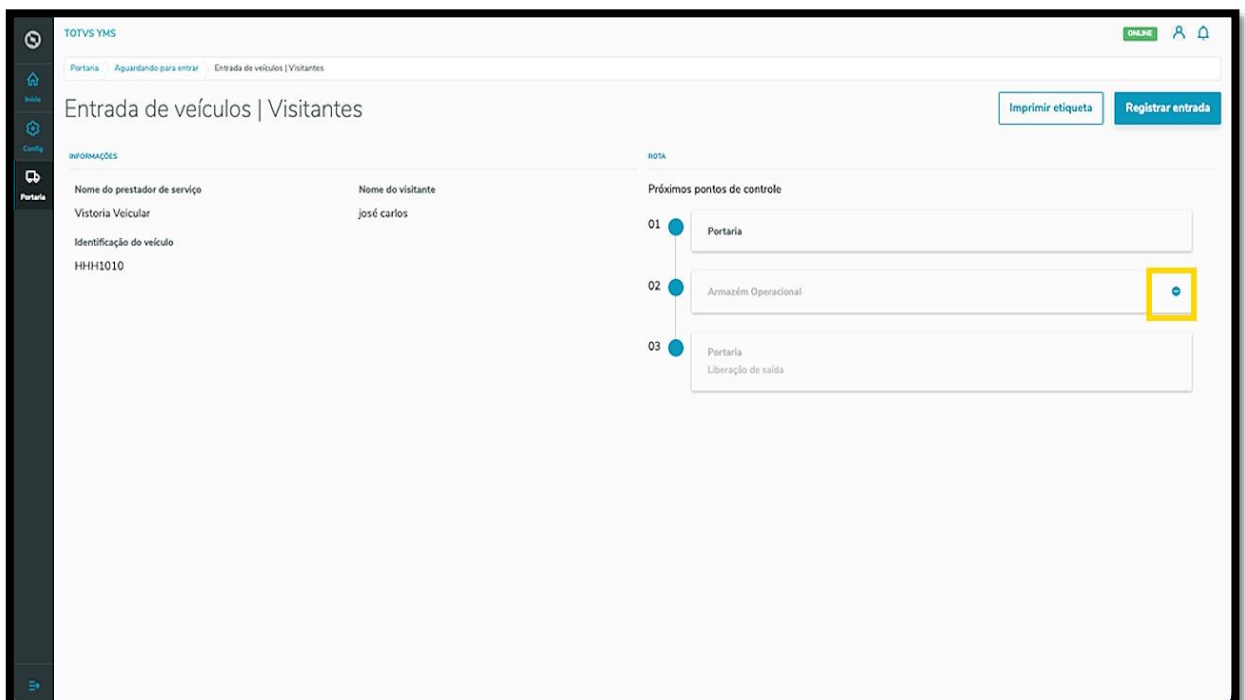 TOTVS YMS
ONLINE
Portaria
Aguardando para entrar
Entrada de veículos | Visitantes
Início
Config
Portaria
Entrada de veículos | Visitantes
Imprimir etiqueta
Registrar entrada
INFORMAÇÕES
Nome do prestador de serviço
Nome do visitante
Vistoria Veicular
josé carlos
Identificação do veículo
HHH1010
ROTA
Próximos pontos de controle
01
Portaria
02
Armazém Operacional
03
Portaria
Liberação de saída